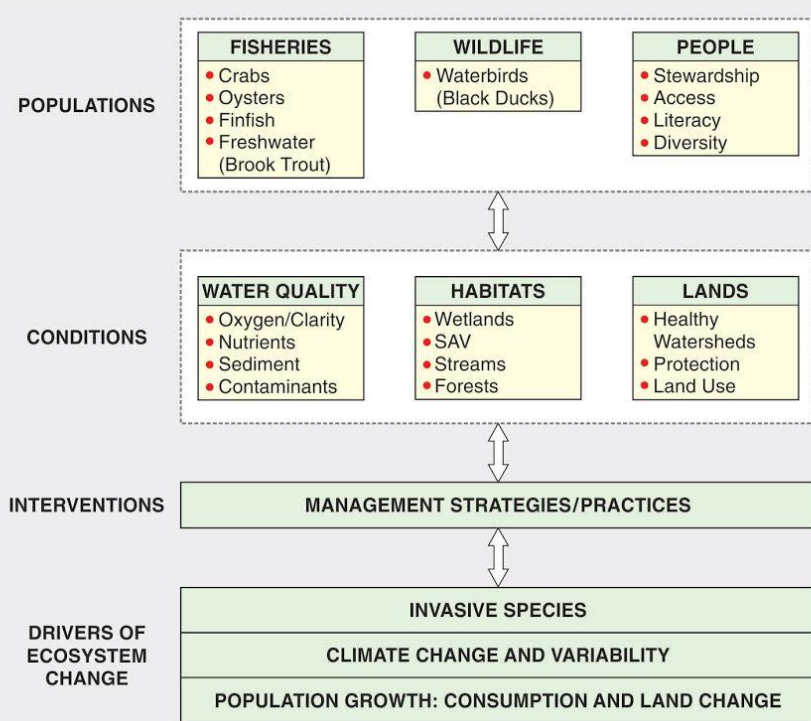 POPULATIONS
FISHERIES
Crabs
Oysters
Finfish
Freshwater
(Brook Trout)
WILDLIFE
Waterbirds
(Black Ducks)
PEOPLE
Stewardship
Access
Literacy
Diversity
CONDITIONS
WATER QUALITY
Oxygen/Clarity
Nutrients
Sediment
Contaminants
HABITATS
Wetlands
SAV
Streams
Forests
LANDS
Healthy
Watersheds
Protection
Land Use
INTERVENTIONS
MANAGEMENT STRATEGIES/PRACTICES
DRIVERS OF
ECOSYSTEM
CHANGE
INVASIVE SPECIES
CLIMATE CHANGE AND VARIABILITY
POPULATION GROWTH: CONSUMPTION AND LAND CHANGE